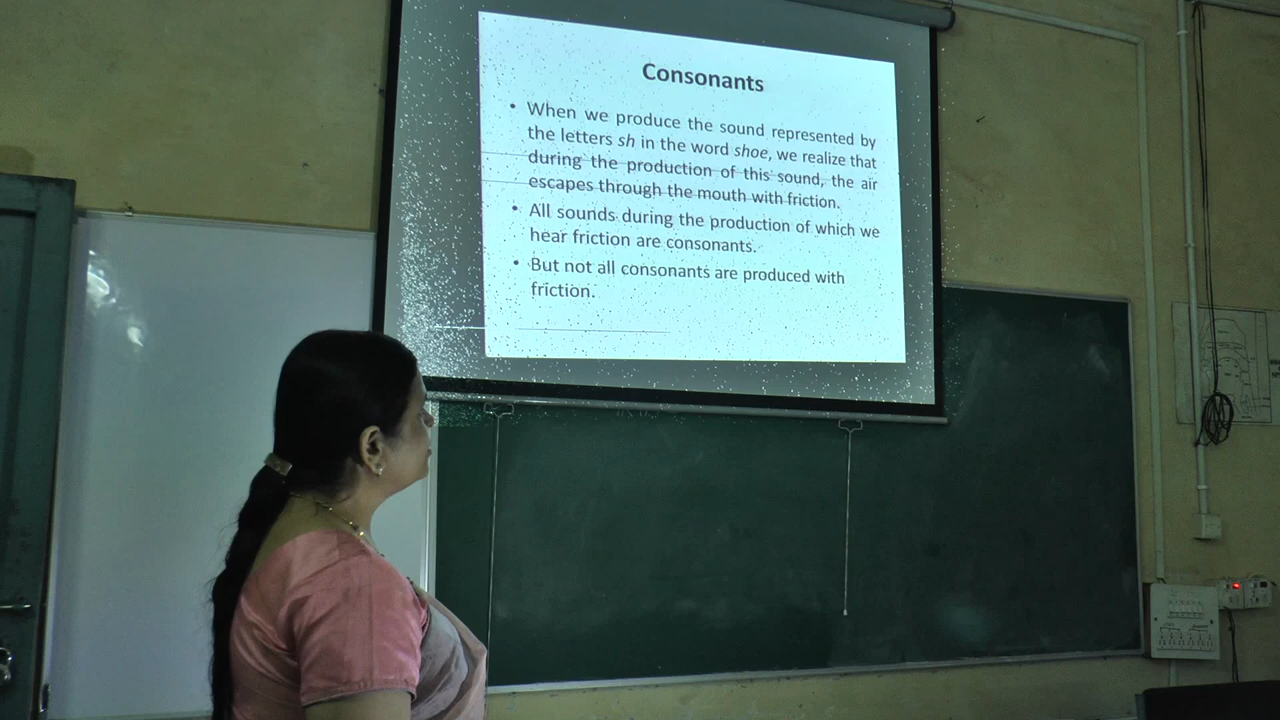 Consonants
• When we produce the sound represented by
the letters sh in the word shoe, we realize that
during the production of this sound, the air
escapes through the mouth with friction.
• All sounds during the production of which we
hear friction are consonants.
• But not all consonants are produced with
friction.